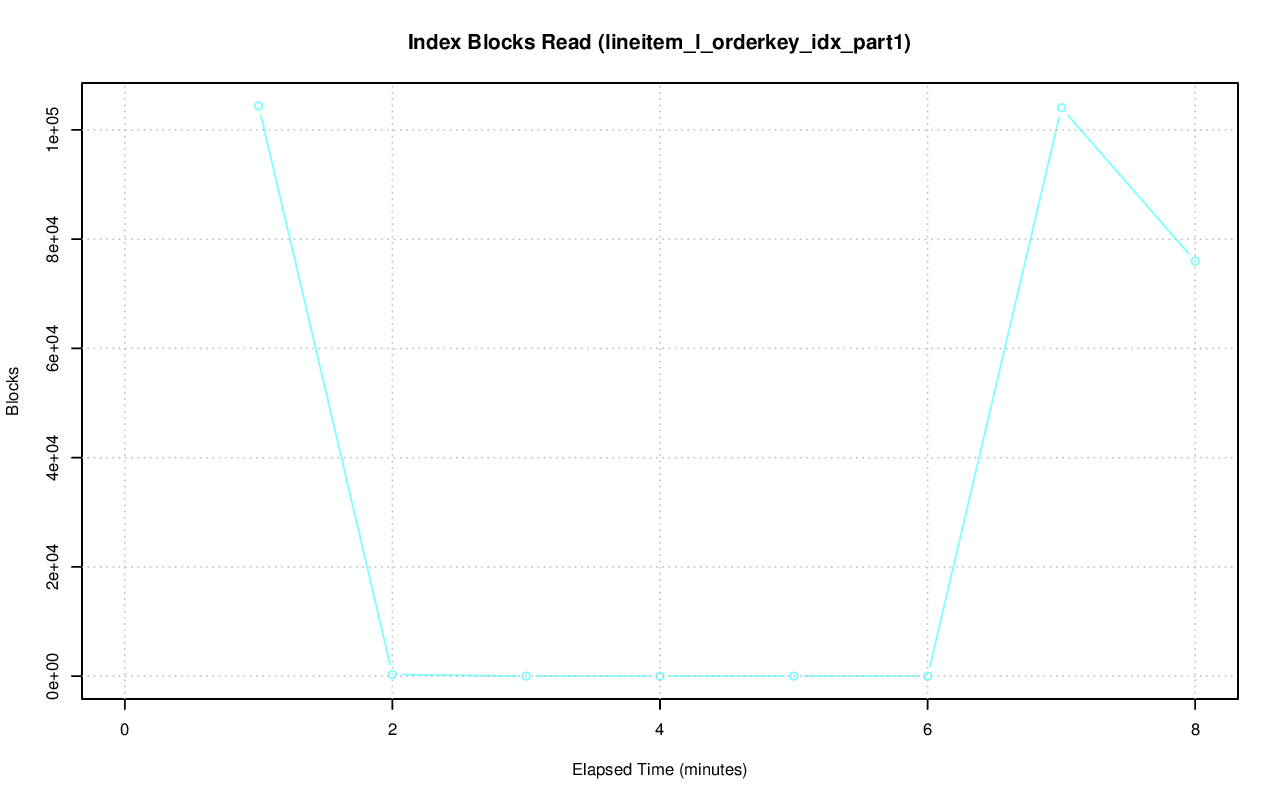 Index Blocks Read (lineitem_l_orderkey_idx_part1)
1e+05
8e+04
6e+04
4e+04
2e+04
0e+00
Blocks
0 2 4 6 8
Elapsed Time (minutes)